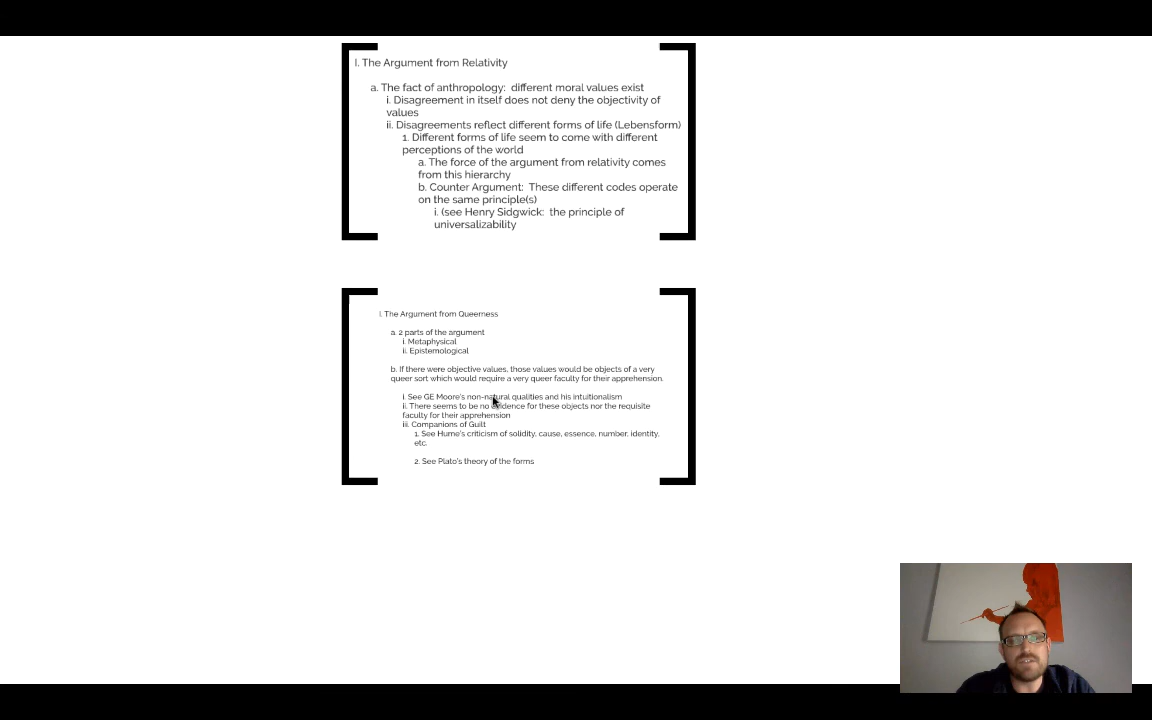 I. The Argument from Relativity
a. The fact of anthropology: different moral values exist
i. Disagreement in itself does not deny the objectivity of
values
ii. Disagreements reflect different forms of life (Lebensform)
1. Different forms of life seem to come with different
perceptions of the world
a. The force of the argument from relativity comes
from this hierarchy
b. Counter Argument: These different codes operate
on the same principle(s)
i. (see Henry Sidgwick: the principle of
universalizability
I. The Argument from Queerness
a. 2 parts of the argument
i. Metaphysical
ii. Epistemological
b. If there were objective values, those values would be objects of a very
queer sort which would require a very queer faculty for their apprehension.
i. See GE Moore's non-natural qualities and his intuitionalism
ii. There seems to be no evidence for these objects nor the requisite
faculty for their apprehension
iii. Companions of Guilt
1. See Hume's criticism of solidity, cause, essence, number, identity,
etc.
2. See Plato's theory of the forms